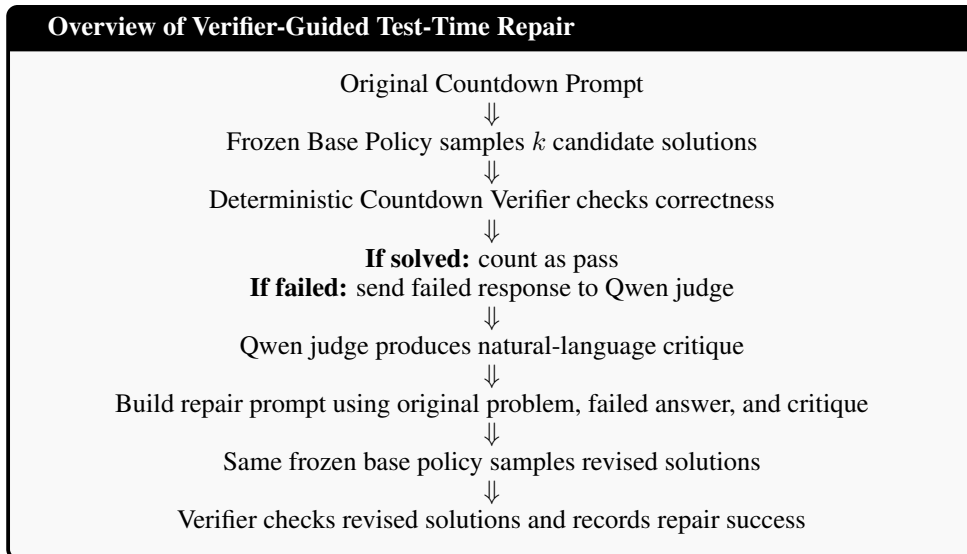 Overview of Verifier-Guided Test-Time Repair
Original Countdown Prompt
⇓
Frozen Base Policy samples k candidate solutions
⇓
Deterministic Countdown Verifier checks correctness
⇓
If solved: count as pass
If failed: send failed response to Qwen judge
⇓
Qwen judge produces natural-language critique
⇓
Build repair prompt using original problem, failed answer, and critique
⇓
Same frozen base policy samples revised solutions
⇓
Verifier checks revised solutions and records repair success